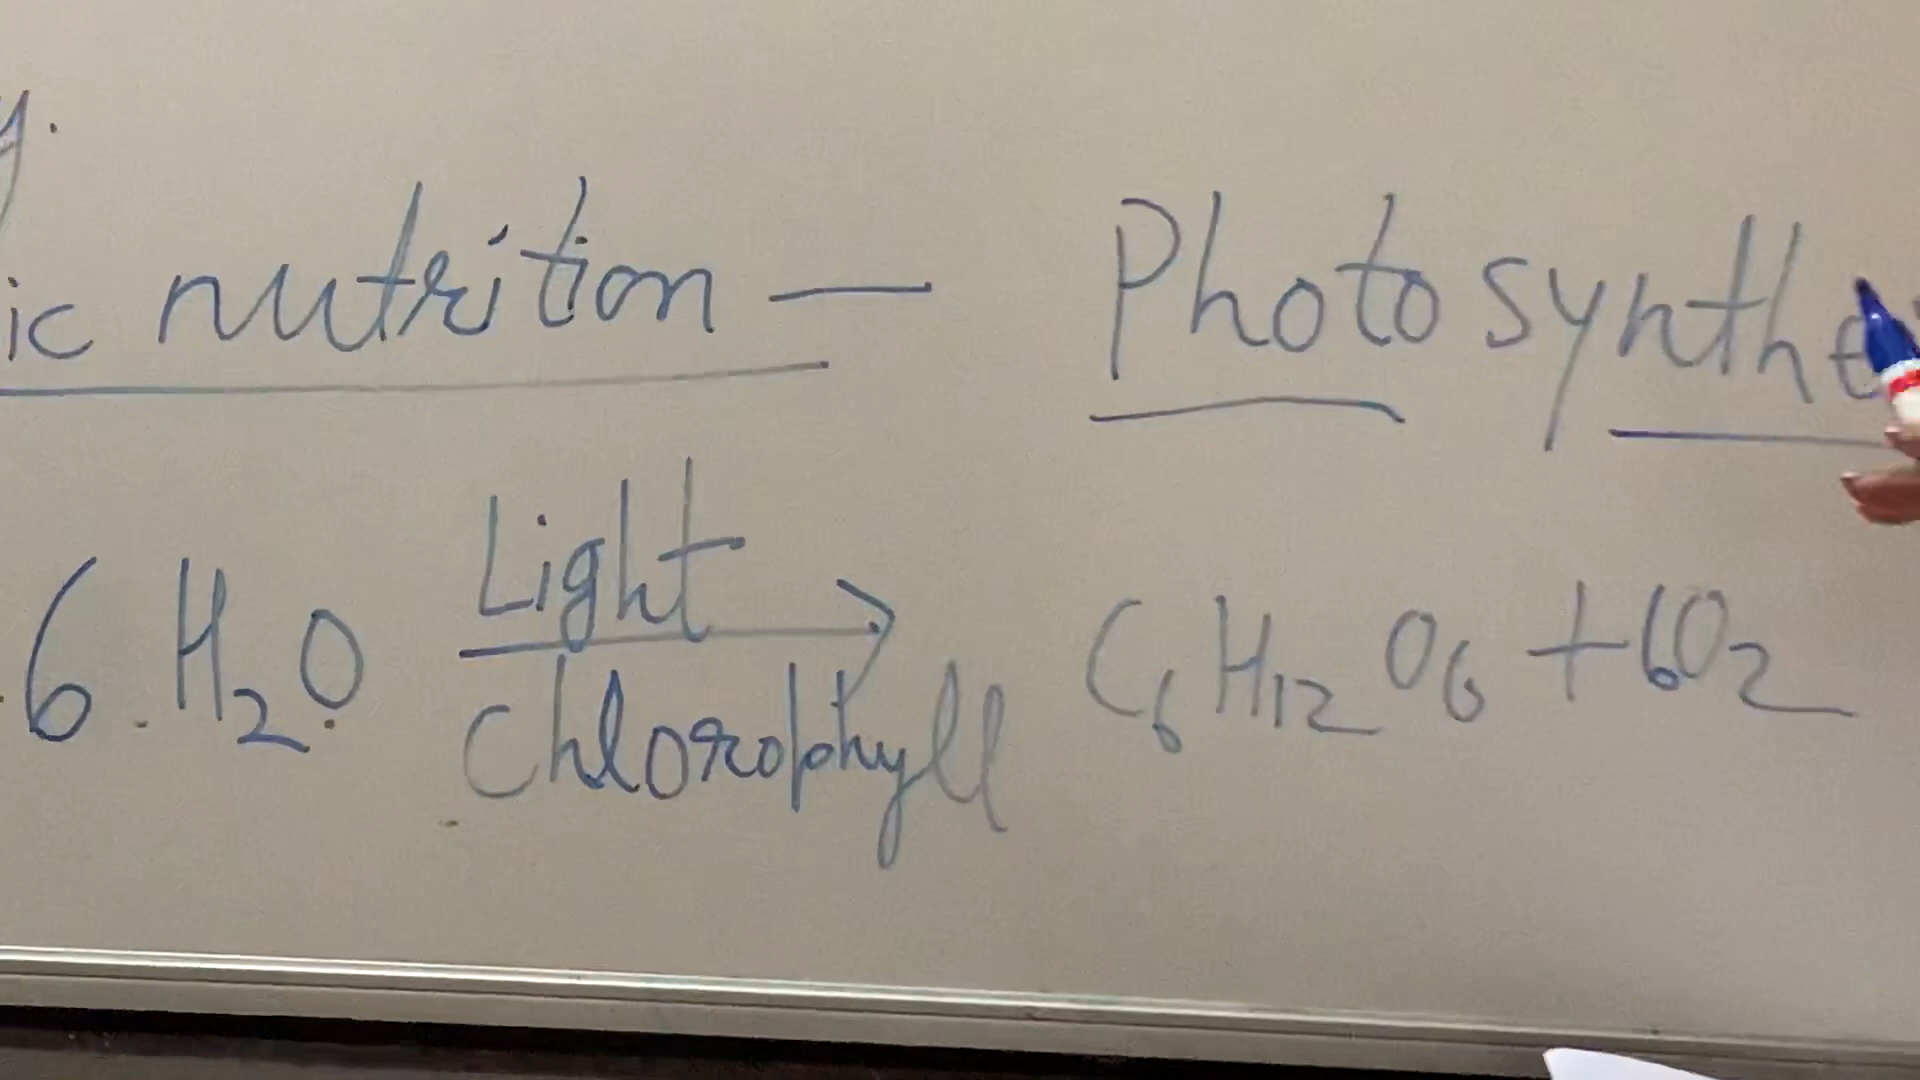 y.
ic nutrition — Photosynthe
Light
6. H₂O ⟶ C₆H₁₂O₆ + 6O₂
Chlorophyll